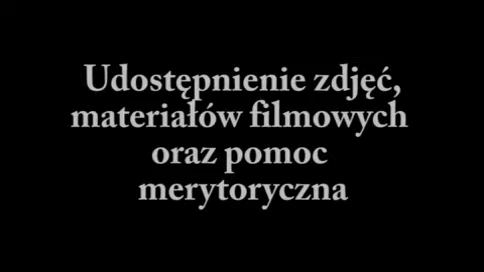 Udostępnienie zdjęć,
materiałów filmowych
oraz pomoc
merytoryczna